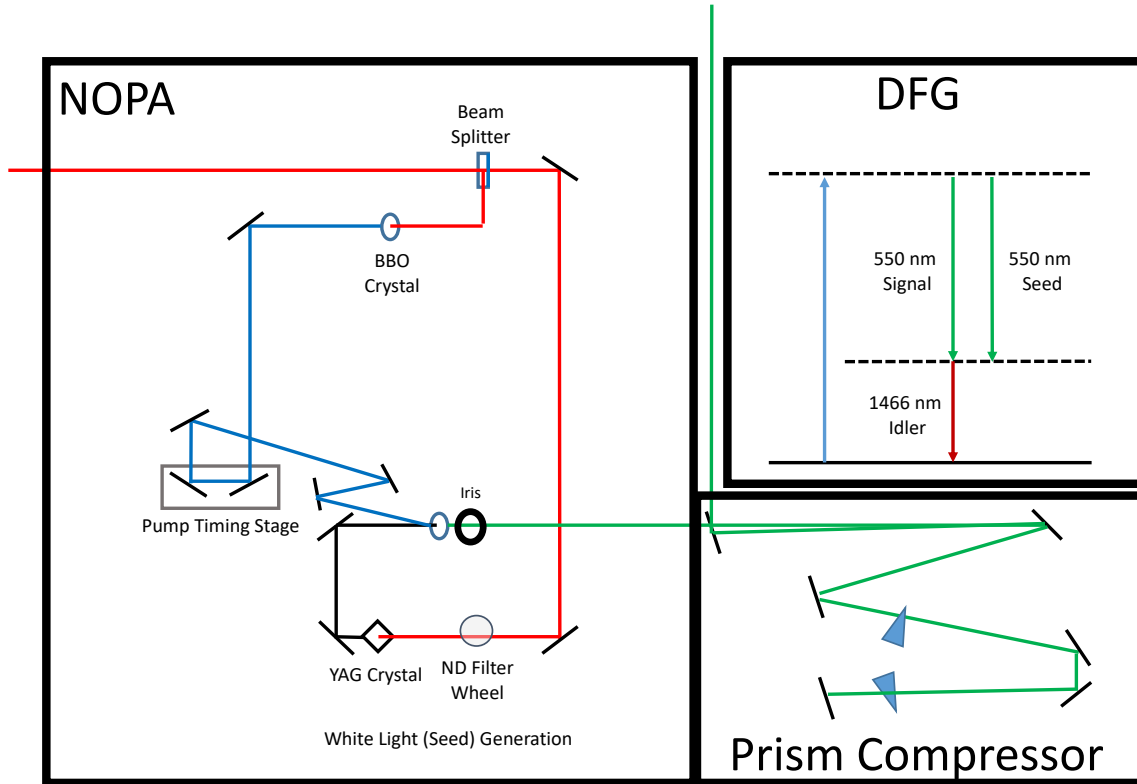 NOPA
Beam
Splitter
BBO
Crystal
Pump Timing Stage
Iris
YAG Crystal
ND Filter
Wheel
White Light (Seed) Generation
DFG
550 nm
Signal
550 nm
Seed
1466 nm
Idler
Prism Compressor